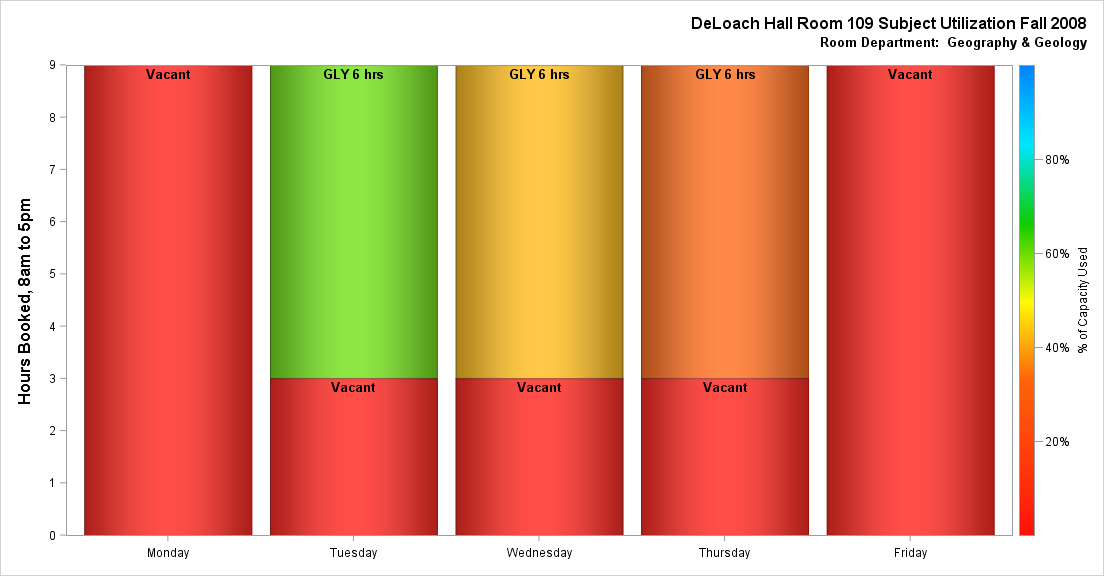 DeLoach Hall Room 109 Subject Utilization Fall 2008
Room Department:  Geography & Geology
Hours Booked, 8am to 5pm
9
8
7
6
5
4
3
2
1
0
Vacant
GLY 6 hrs
GLY 6 hrs
GLY 6 hrs
Vacant
Vacant
Vacant
Vacant
Monday
Tuesday
Wednesday
Thursday
Friday
80%
60%
40%
20%
% of Capacity Used